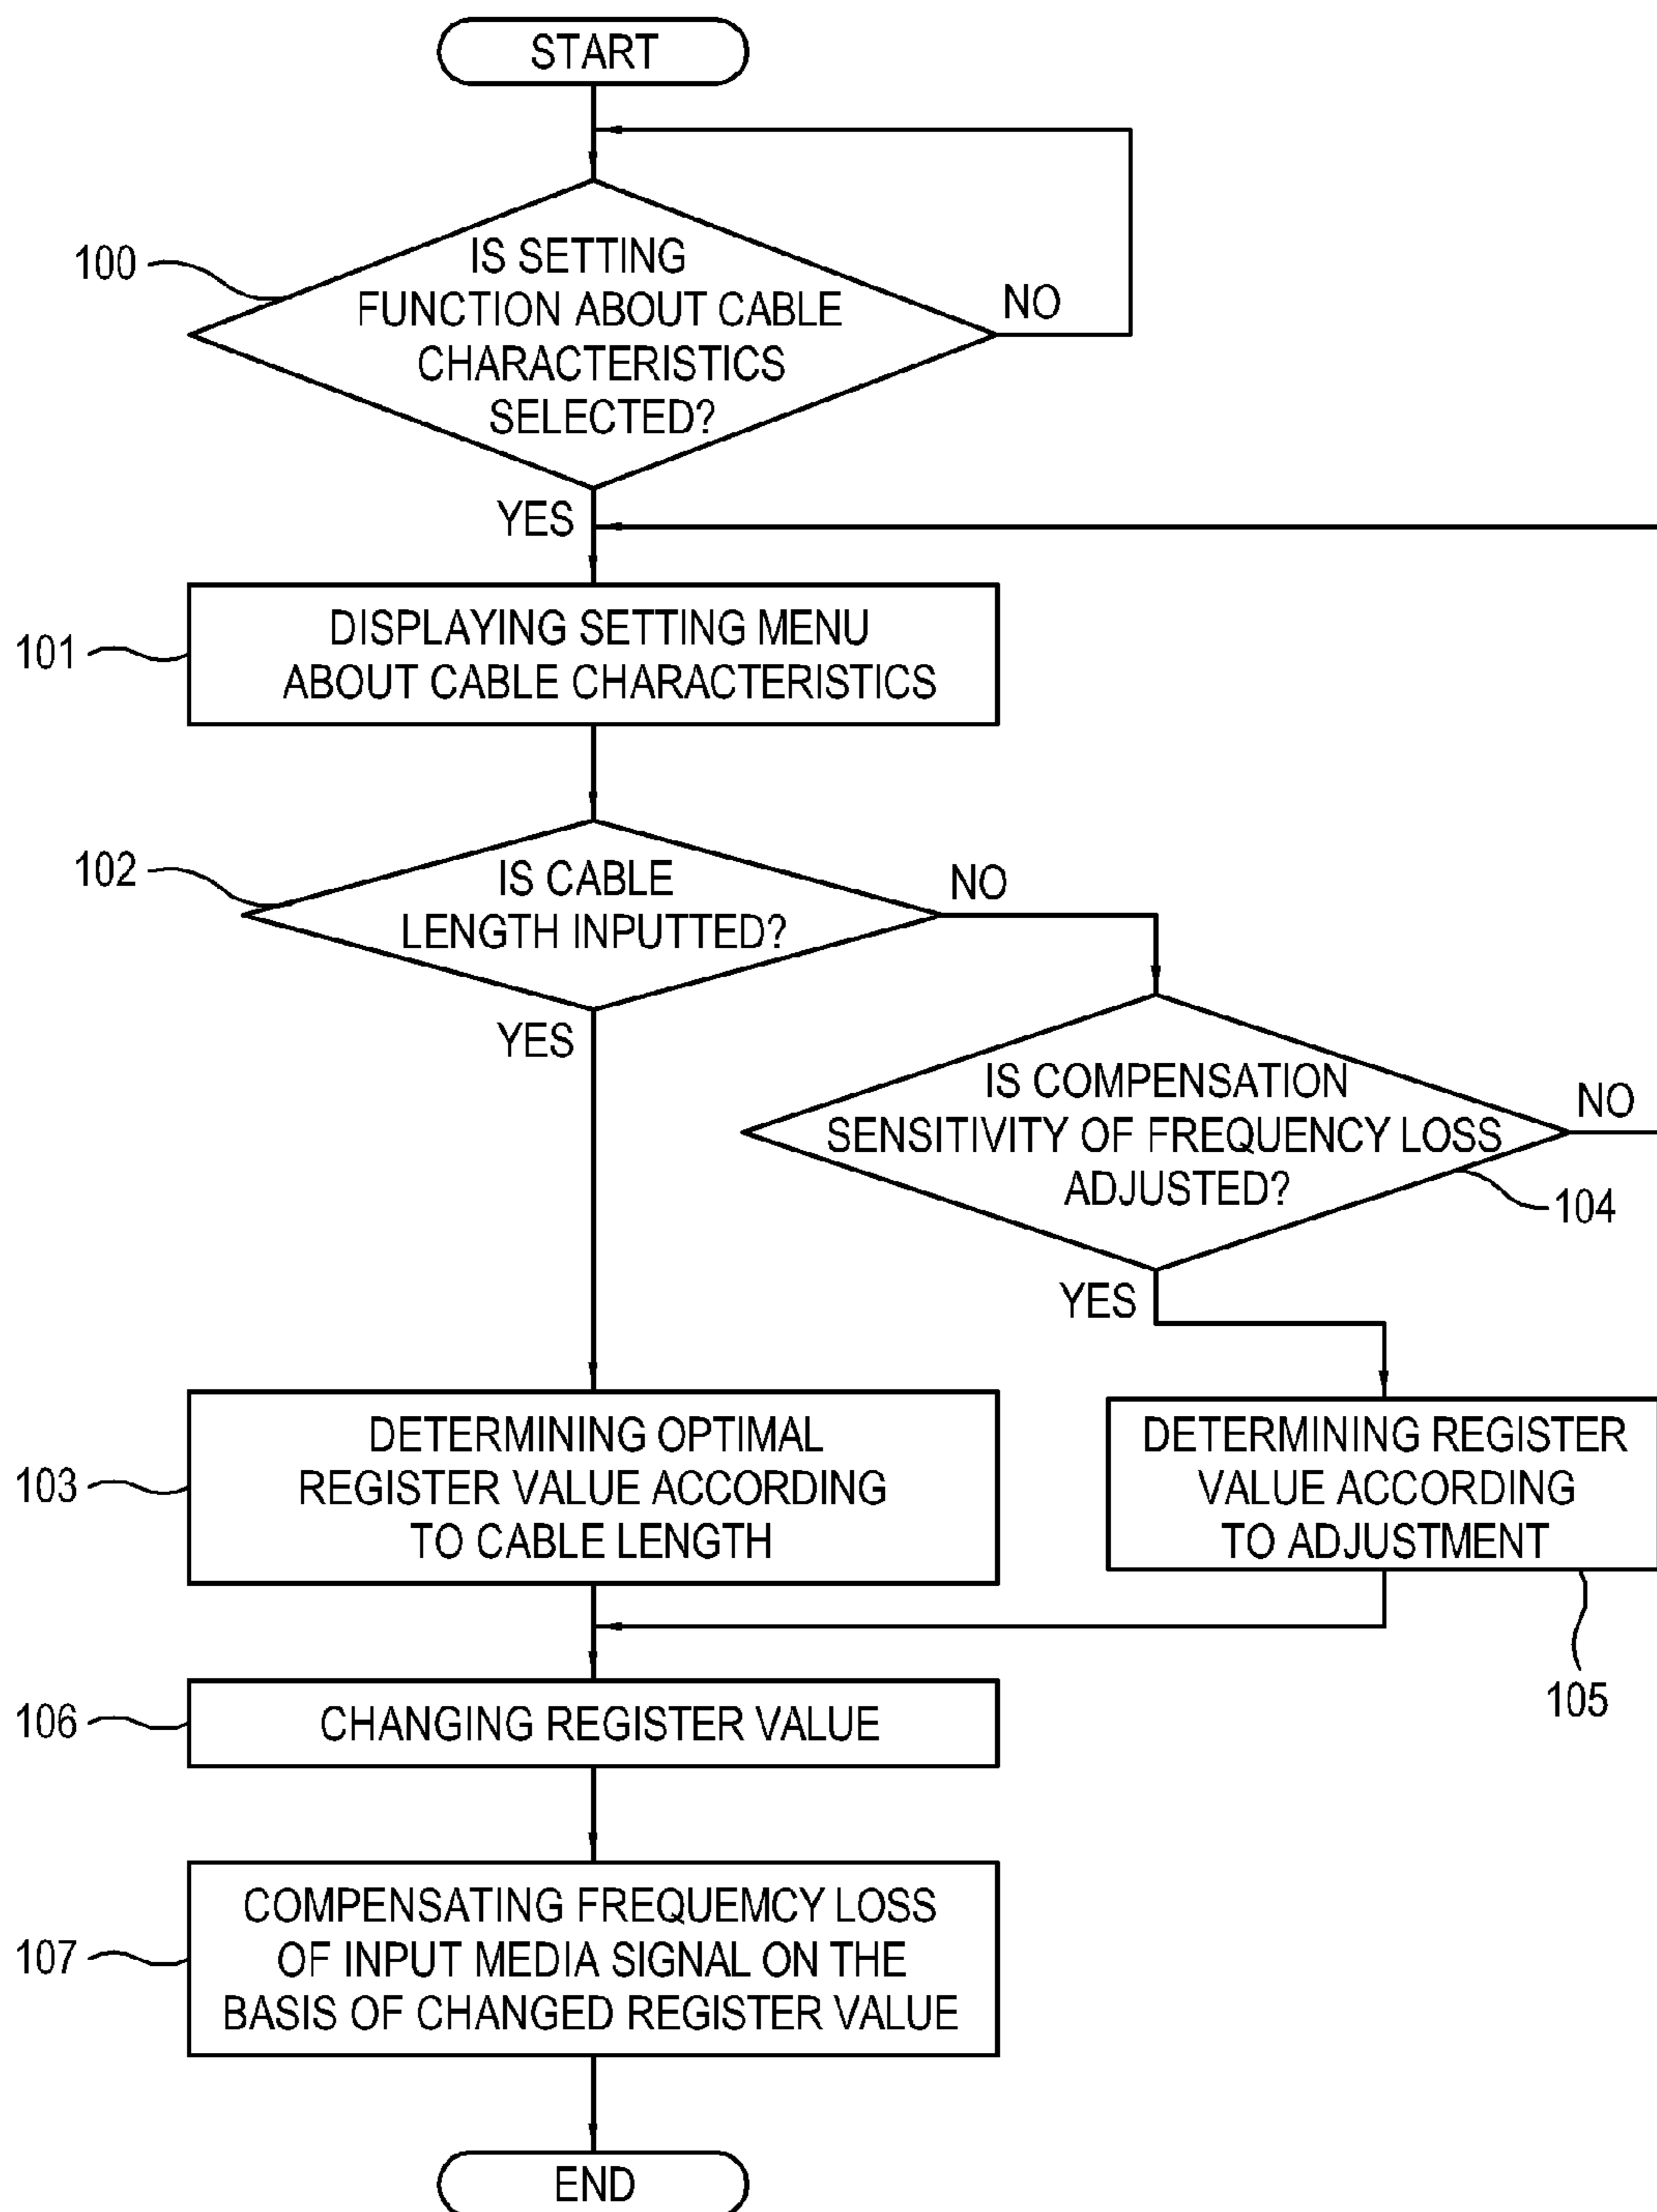 START
100
IS SETTING
FUNCTION ABOUT CABLE
CHARACTERISTICS
SELECTED?
NO
YES
101
DISPLAYING SETTING MENU
ABOUT CABLE CHARACTERISTICS
102
IS CABLE
LENGTH INPUTTED?
NO
YES
IS COMPENSATION
SENSITIVITY OF FREQUENCY LOSS
ADJUSTED?
NO
104
YES
103
DETERMINING OPTIMAL
REGISTER VALUE ACCORDING
TO CABLE LENGTH
DETERMINING REGISTER
VALUE ACCORDING
TO ADJUSTMENT
105
106
CHANGING REGISTER VALUE
107
COMPENSATING FREQUEMCY LOSS
OF INPUT MEDIA SIGNAL ON THE
BASIS OF CHANGED REGISTER VALUE
END